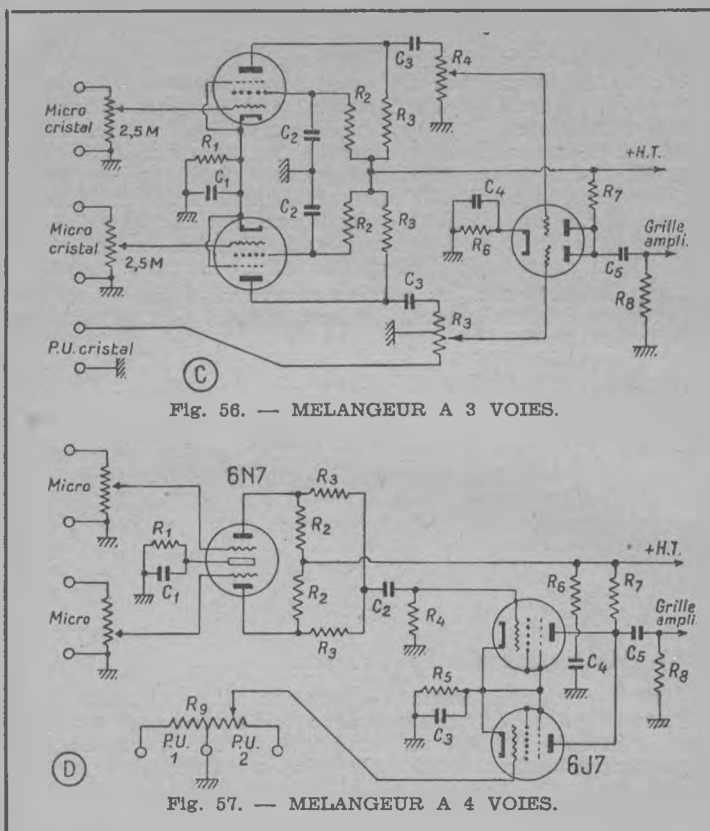 Micro
cristal
2,5M
R1
C1
C2
C2
R2
R2
R3
R3
C3
R4
+H.T.
C4
R6
R7
Grille
ampli.
C5
R8
Micro
cristal
2,5M
C3
R3
P.U. cristal
C
Fig. 56. — MELANGEUR A 3 VOIES.
Micro
6N7
R3
R2
R1
C1
R2
R3
C2
R4
+H.T.
R6
R7
Grille
ampli.
C5
C4
R8
Micro
R5
C3
R9
P.U.
1
P.U.
2
6J7
D
Fig. 57. — MELANGEUR A 4 VOIES.